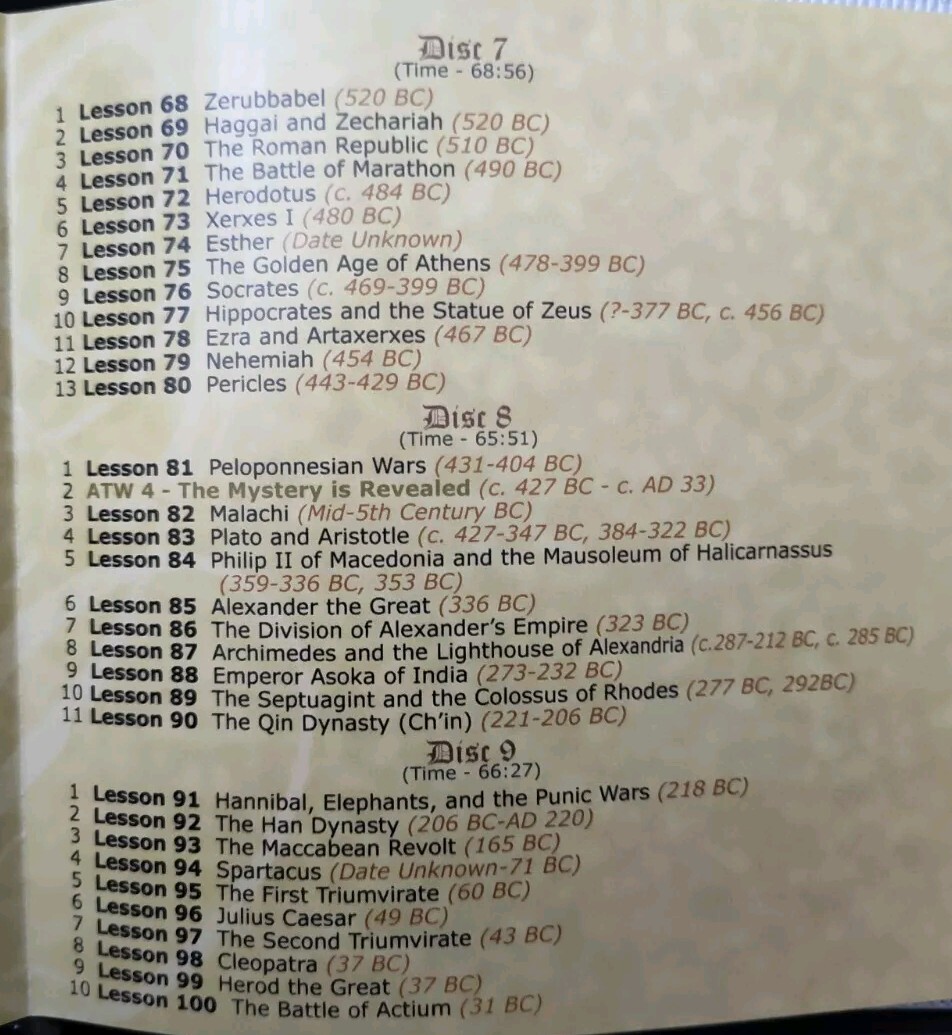 Disc 7
(Time - 68:56)
1 Lesson 68 Zerubbabel (520 BC)
2 Lesson 69 Haggai and Zechariah (520 BC)
3 Lesson 70 The Roman Republic (510 BC)
4 Lesson 71 The Battle of Marathon (490 BC)
5 Lesson 72 Herodotus (c. 484 BC)
6 Lesson 73 Xerxes I (480 BC)
7 Lesson 74 Esther (Date Unknown)
8 Lesson 75 The Golden Age of Athens (478-399 BC)
9 Lesson 76 Socrates (c. 469-399 BC)
10 Lesson 77 Hippocrates and the Statue of Zeus (?-377 BC, c. 456 BC)
11 Lesson 78 Ezra and Artaxerxes (467 BC)
12 Lesson 79 Nehemiah (454 BC)
13 Lesson 80 Pericles (443-429 BC)
Disc 8
(Time - 65:51)
1 Lesson 81 Peloponnesian Wars (431-404 BC)
2 ATW 4 - The Mystery is Revealed (c. 427 BC - c. AD 33)
3 Lesson 82 Malachi (Mid-5th Century BC)
4 Lesson 83 Plato and Aristotle (c. 427-347 BC, 384-322 BC)
5 Lesson 84 Philip II of Macedonia and the Mausoleum of Halicarnassus
(359-336 BC, 353 BC)
6 Lesson 85 Alexander the Great (336 BC)
7 Lesson 86 The Division of Alexander's Empire (323 BC)
8 Lesson 87 Archimedes and the Lighthouse of Alexandria (c.287-212 BC, c. 285 BC)
9 Lesson 88 Emperor Asoka of India (273-232 BC)
10 Lesson 89 The Septuagint and the Colossus of Rhodes (277 BC, 292BC)
11 Lesson 90 The Qin Dynasty (Ch'in) (221-206 BC)
Disc 9
(Time - 66:27)
1 Lesson 91 Hannibal, Elephants, and the Punic Wars (218 BC)
2 Lesson 92 The Han Dynasty (206 BC-AD 220)
3 Lesson 93 The Maccabean Revolt (165 BC)
4 Lesson 94 Spartacus (Date Unknown-71 BC)
5 Lesson 95 The First Triumvirate (60 BC)
6 Lesson 96 Julius Caesar (49 BC)
7 Lesson 97 The Second Triumvirate (43 BC)
8 Lesson 98 Cleopatra (37 BC)
9 Lesson 99 Herod the Great (37 BC)
10 Lesson 100 The Battle of Actium (31 BC)